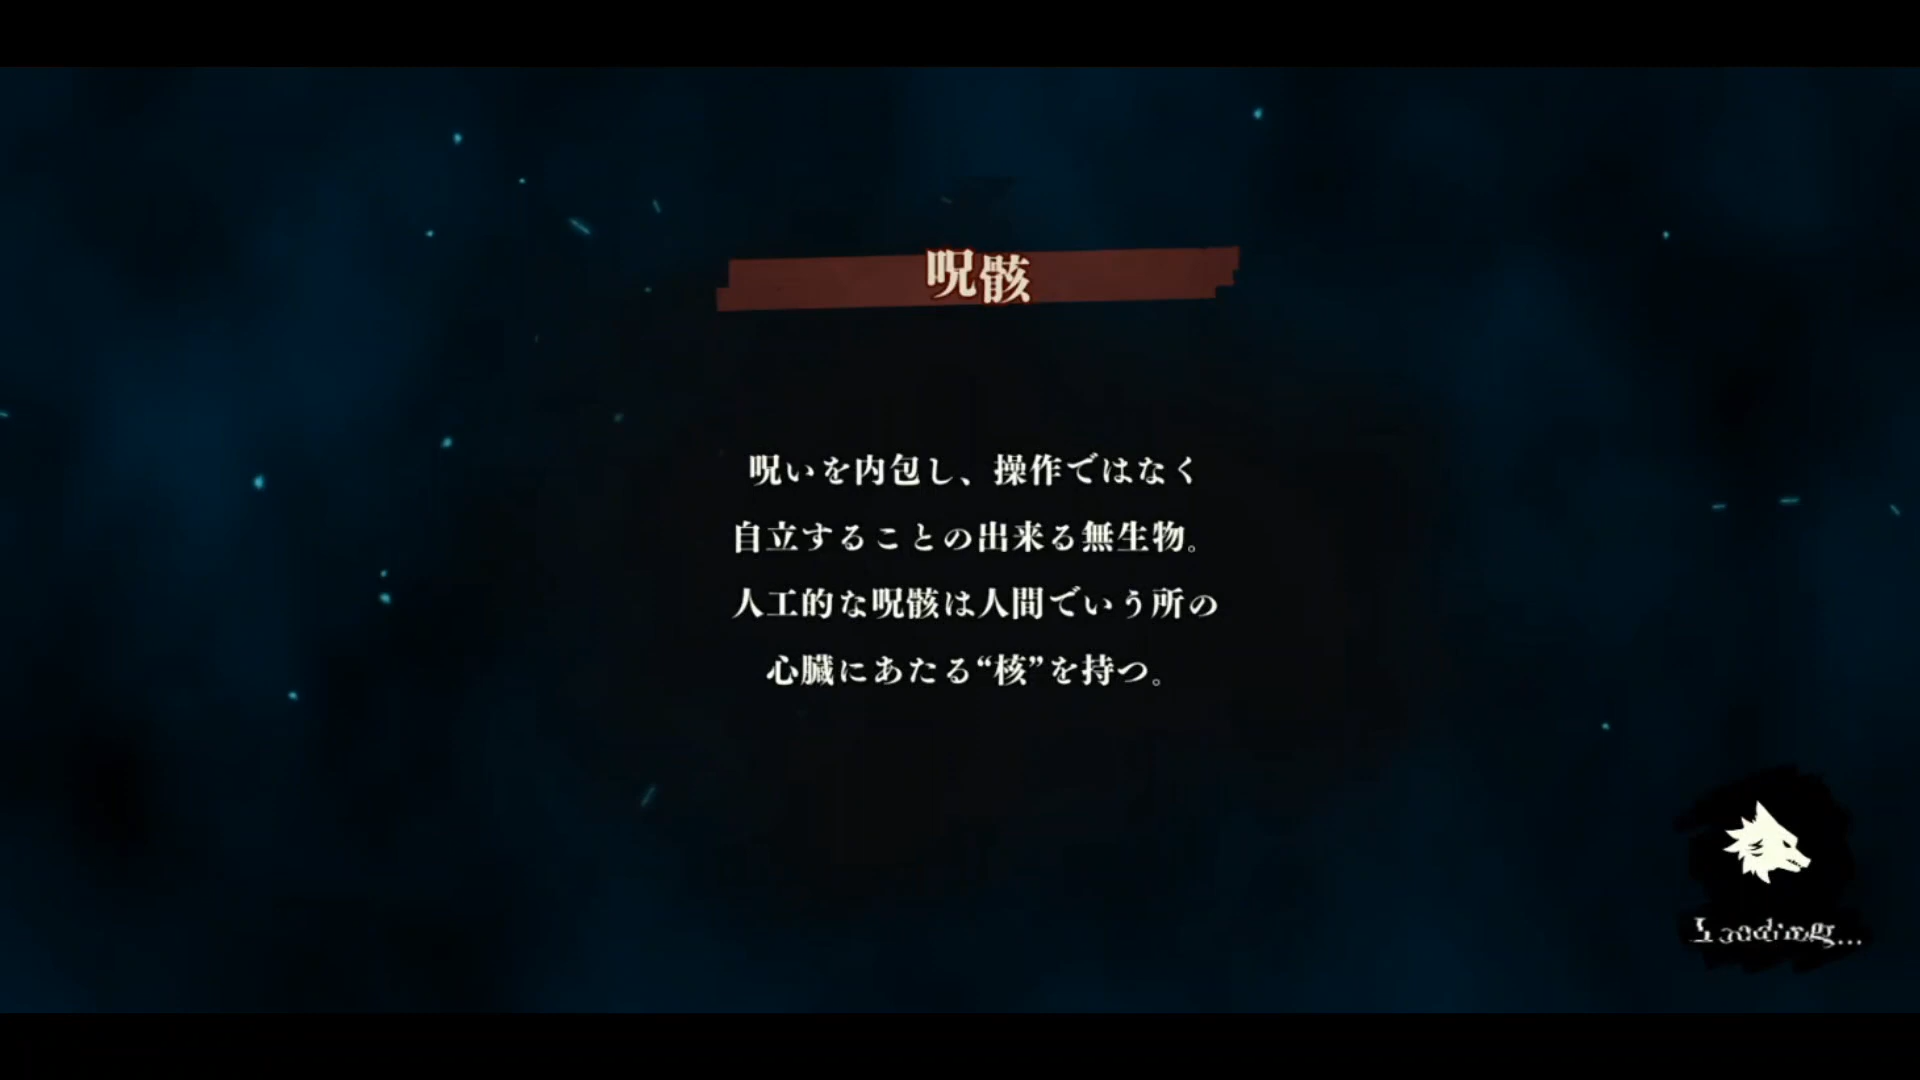 呪骸
呪いを内包し、操作ではなく
自立することの出来る無生物。
人工的な呪骸は人間でいう所の
心臓にあたる“核”を持つ。
Loading...